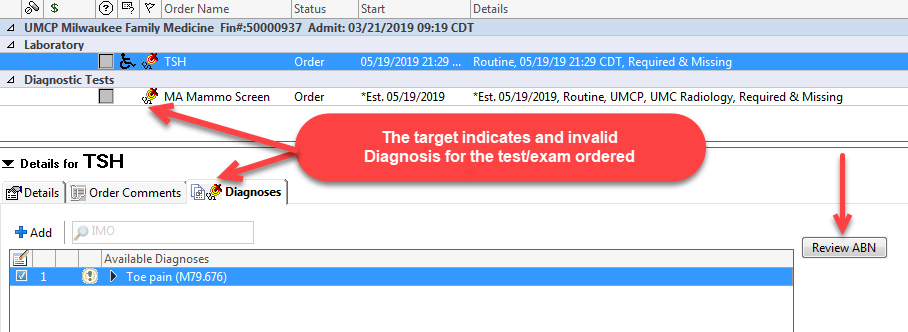 $ Order Name Status Start Details
UMCP Milwaukee Family Medicine Fin#:50000937 Admit: 03/21/2019 09:19 CDT
Laboratory
TSH Order 05/19/2019 21:29 ... Routine, 05/19/19 21:29 CDT, Required & Missing
Diagnostic Tests
MA Mammo Screen Order *Est. 05/19/2019 *Est. 05/19/2019, Routine, UMCP, UMC Radiology, Required & Missing
The target indicates and invalid
Diagnosis for the test/exam ordered
Details for TSH
Details Order Comments Diagnoses
Add IMO
Review ABN
Available Diagnoses
1 Toe pain (M79.676)